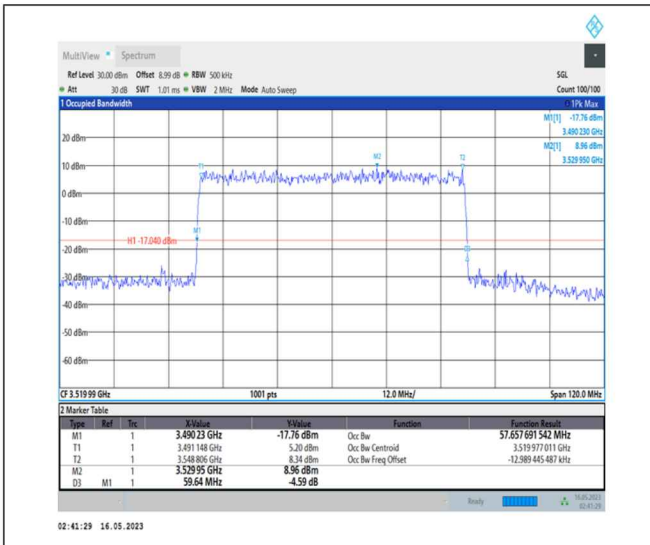 MultiView Spectrum
Ref Level 30.00 dBm Offset 8.99 dB RBW 500 kHz SGL
Att 30 dB SWT 1.01 ms VBW 2 MHz Mode Auto Sweep Count 100/100
1 Occupied Bandwidth 1Pk Max
M1[1] -17.76 dBm
3.490 230 GHz
M2[1] 8.96 dBm
3.529 950 GHz
20 dBm
T1 M2 T2
10 dBm
0 dBm
-10 dBm
M1
H1 -17.040 dBm
-20 dBm
D3
-30 dBm
-40 dBm
-50 dBm
-60 dBm
CF 3.519 99 GHz 1001 pts 12.0 MHz/ Span 120.0 MHz
2 Marker Table
Type Ref Trc X-Value Y-Value Function Function Result
M1 1 3.490 23 GHz -17.76 dBm Occ Bw 57.657 691 542 MHz
T1 1 3.491 148 GHz 5.20 dBm Occ Bw Centroid 3.519 977 011 GHz
T2 1 3.548 806 GHz 8.34 dBm Occ Bw Freq Offset -12.989 445 487 kHz
M2 1 3.529 95 GHz 8.96 dBm
D3 M1 1 59.64 MHz -4.59 dB
Ready 16.05.2023
02:41:29
02:41:29 16.05.2023